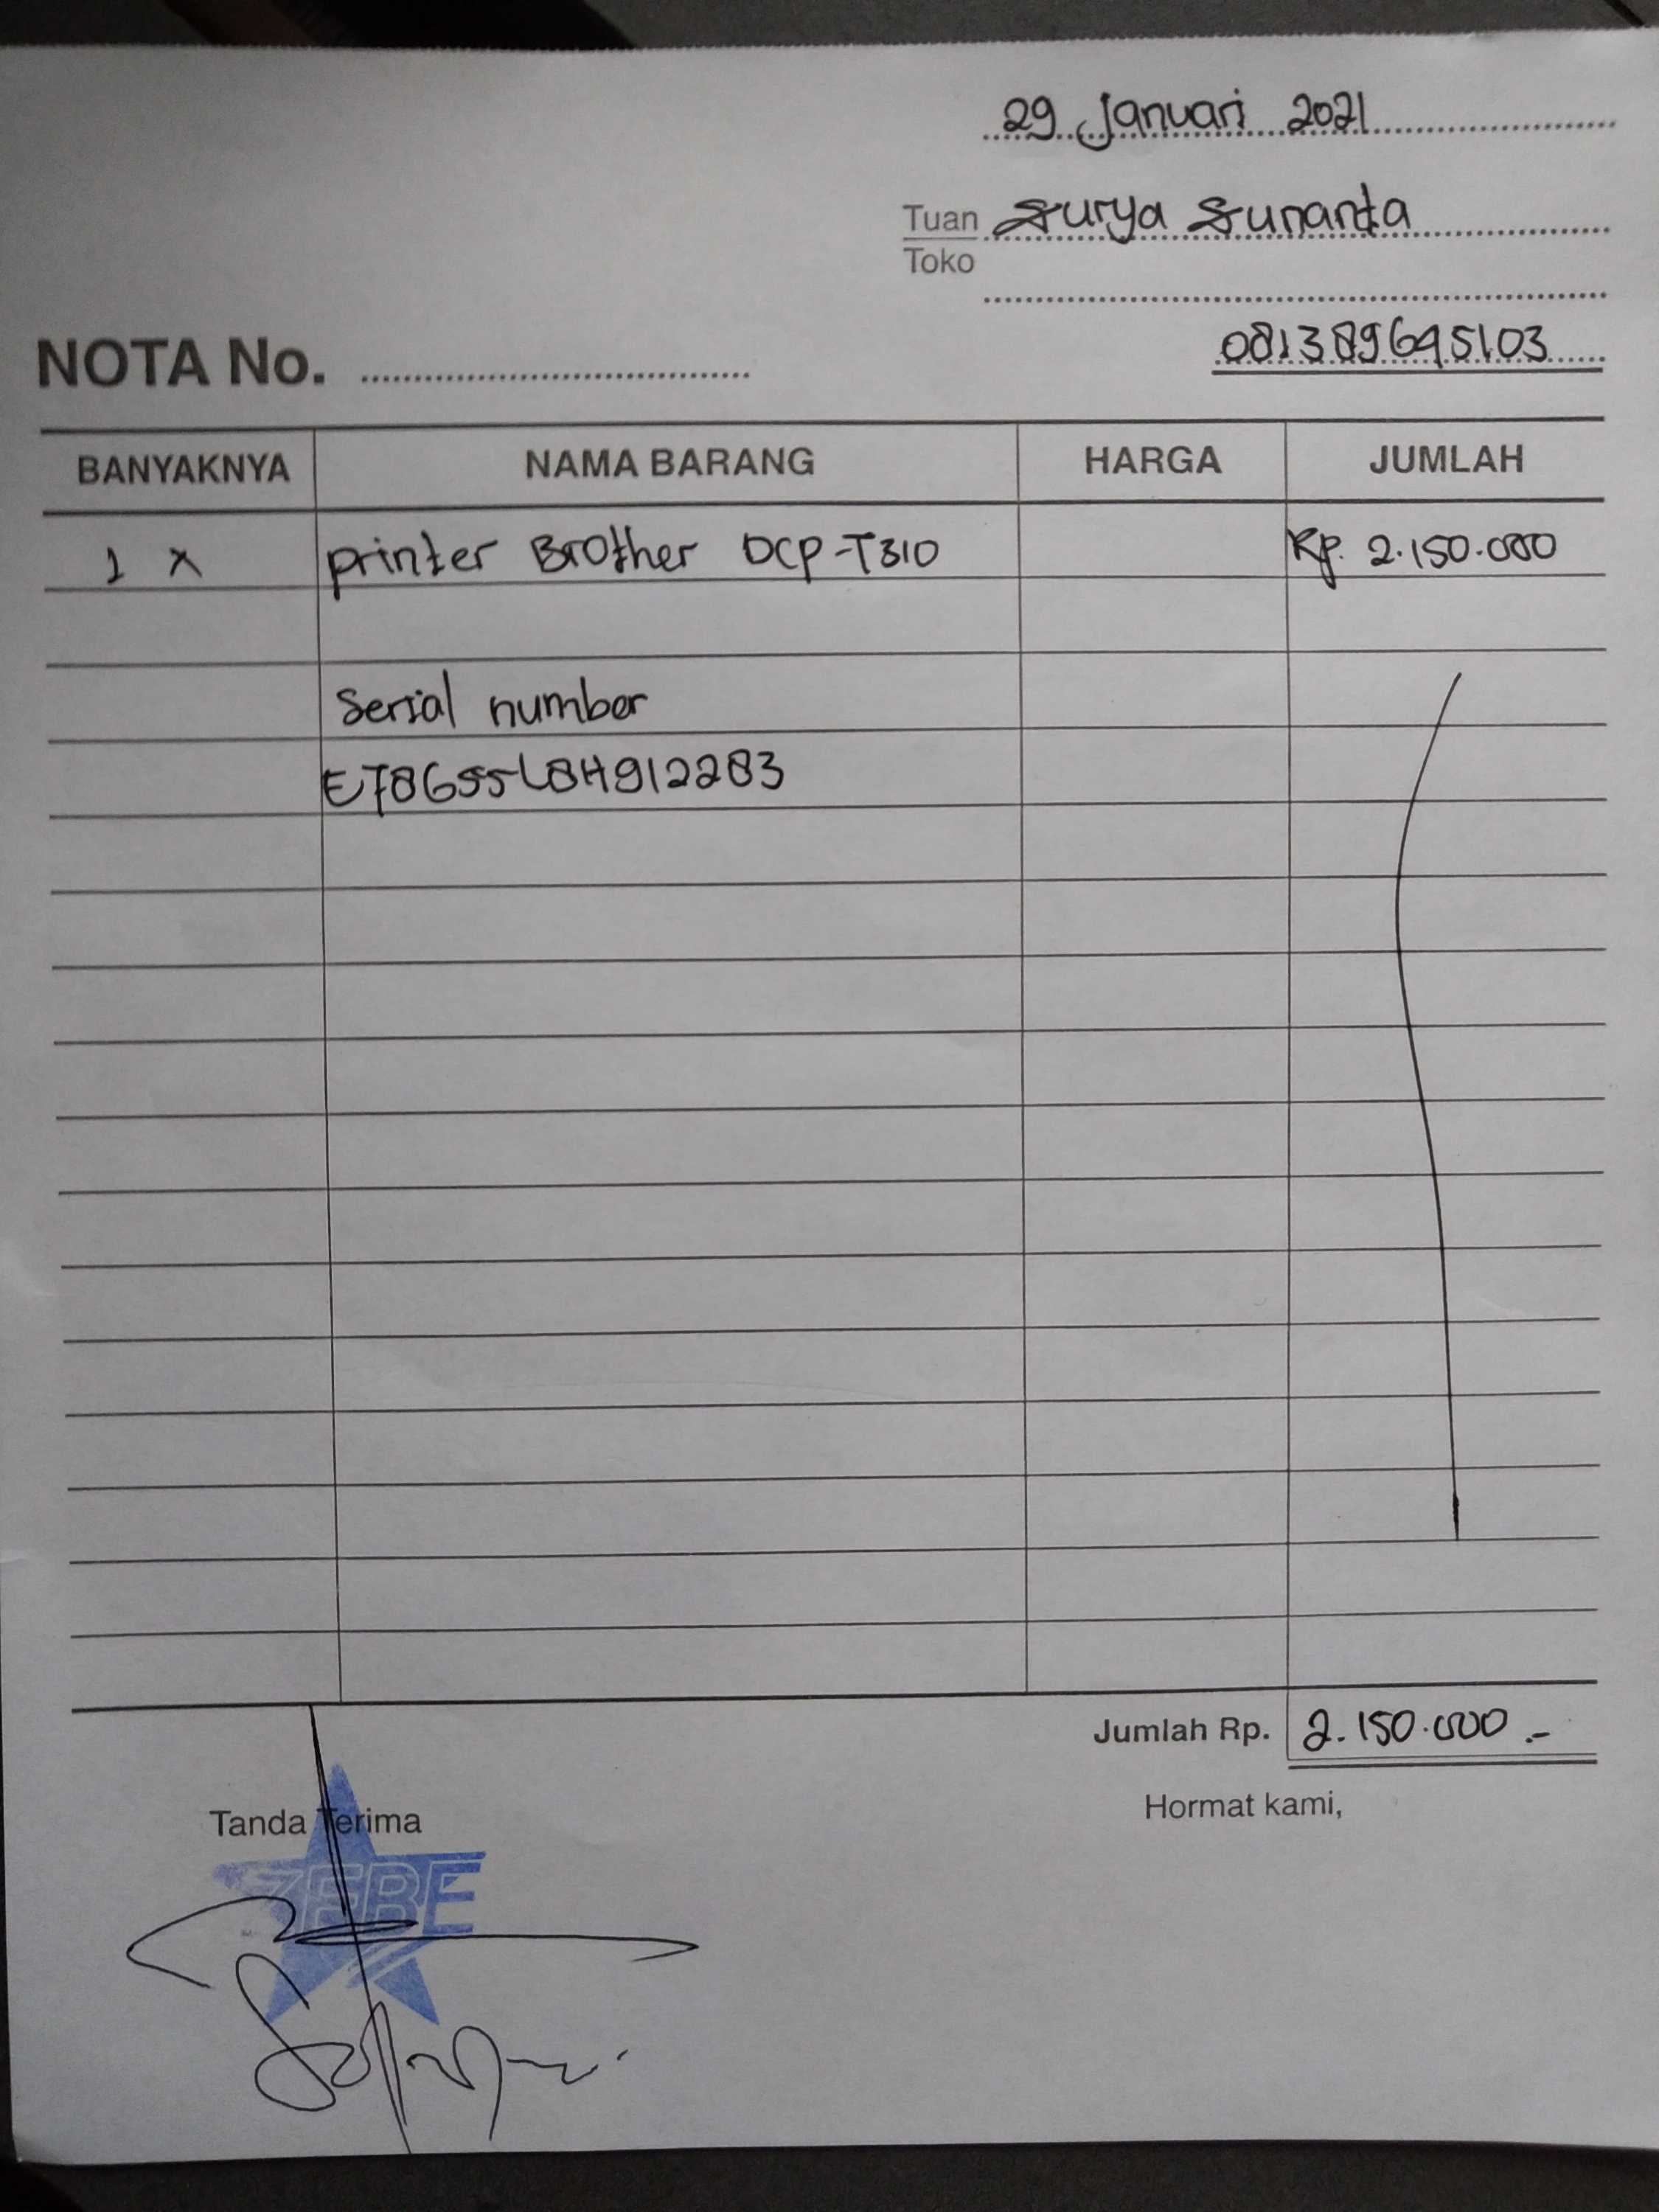 29 Januari 2021
Tuan Surya Sunanta
Toko
081389695103
NOTA No.
BANYAKNYA NAMA BARANG HARGA JUMLAH
1 x printer Brother DCP-T310 Rp. 2.150.000
Serial number
E78655L8H912283
Jumlah Rp. 2.150.000.-
Tanda Terima Hormat kami,